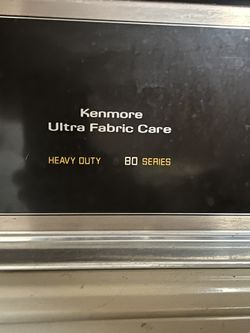 Kenmore
Ultra Fabric Care
HEAVY DUTY 80 SERIES